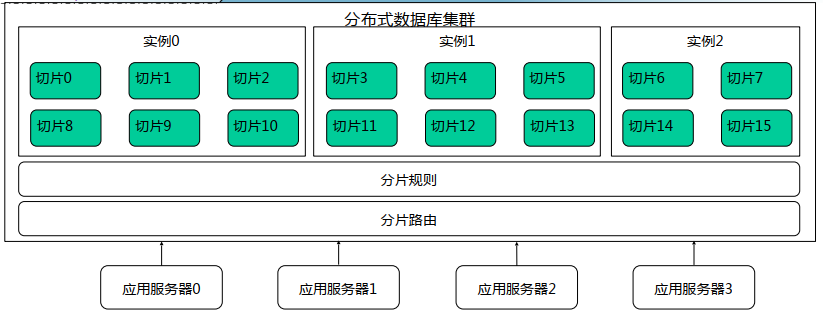 分布式数据库集群
实例0
实例1
实例2
切片0
切片1
切片2
切片3
切片4
切片5
切片6
切片7
切片8
切片9
切片10
切片11
切片12
切片13
切片14
切片15
分片规则
分片路由
应用服务器0
应用服务器1
应用服务器2
应用服务器3